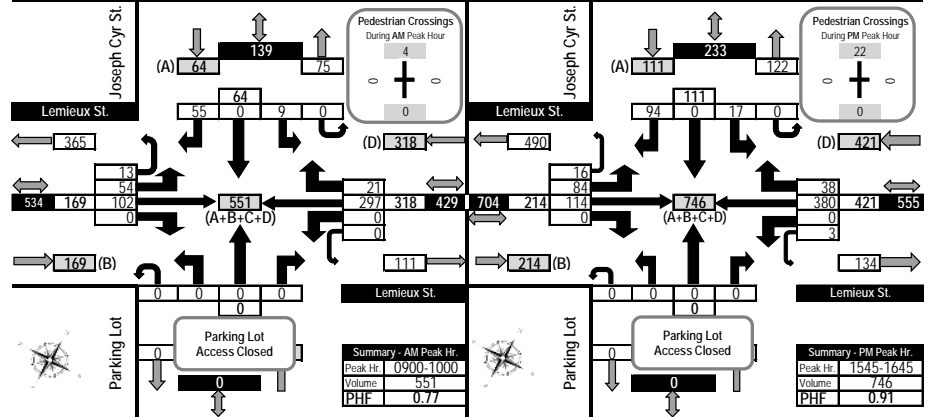 Joseph Cyr St.
139
(A) 64 75
Pedestrian Crossings
During AM Peak Hour
4
0 0
0
64
55 0 9 0
Lemieux St.
365
(D) 318
13
54
102
0
534 169
551
(A+B+C+D)
21
297
0
0
318 429
169 (B)
111
0 0 0 0
0
Lemieux St.
Parking Lot
Parking Lot
Access Closed
0
0
Summary - AM Peak Hr.
Peak Hr. 0900-1000
Volume 551
PHF 0.77
Joseph Cyr St.
233
(A) 111 122
Pedestrian Crossings
During PM Peak Hour
22
0 0
0
111
94 0 17 0
Lemieux St.
490
(D) 421
16
84
114
0
704 214
746
(A+B+C+D)
38
380
0
3
421 555
214 (B)
134
0 0 0 0
0
Lemieux St.
Parking Lot
Parking Lot
Access Closed
0
0
Summary - PM Peak Hr.
Peak Hr. 1545-1645
Volume 746
PHF 0.91